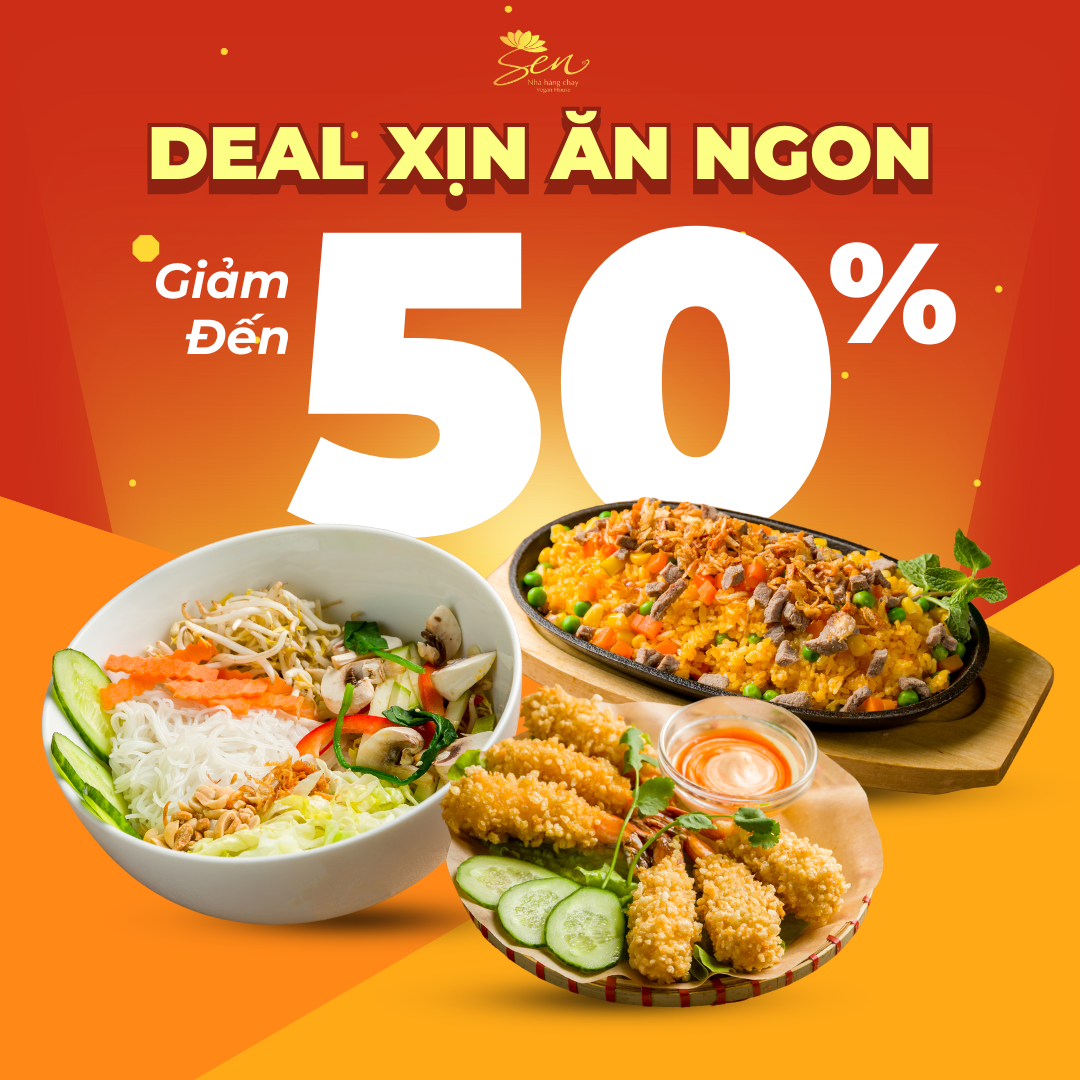 Sen
Nhà hàng chay
Vegan House
DEAL XỊN ĂN NGON
Giảm
Đến
50%